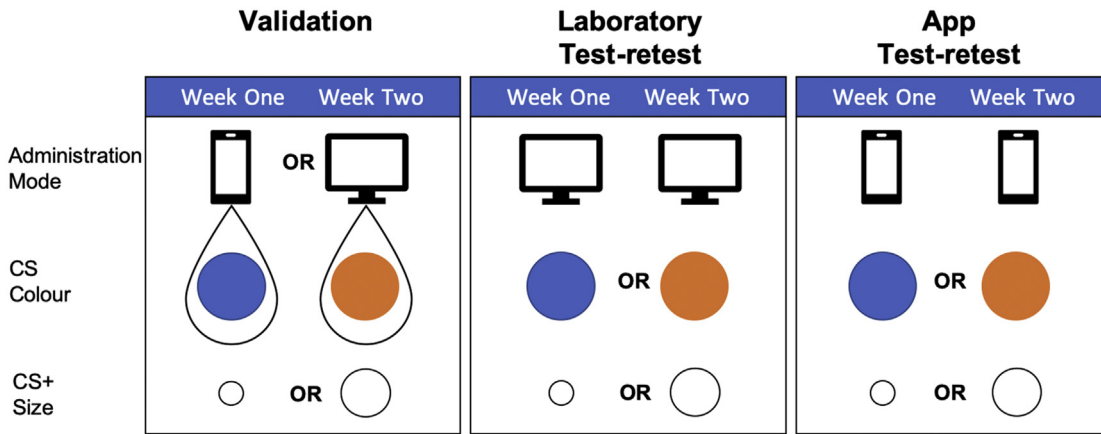 Validation
Laboratory
Test-retest
App
Test-retest
Week One Week Two
Week One Week Two
Week One Week Two
Administration
Mode
OR
CS
Colour
OR
OR
CS+
Size
OR
OR
OR